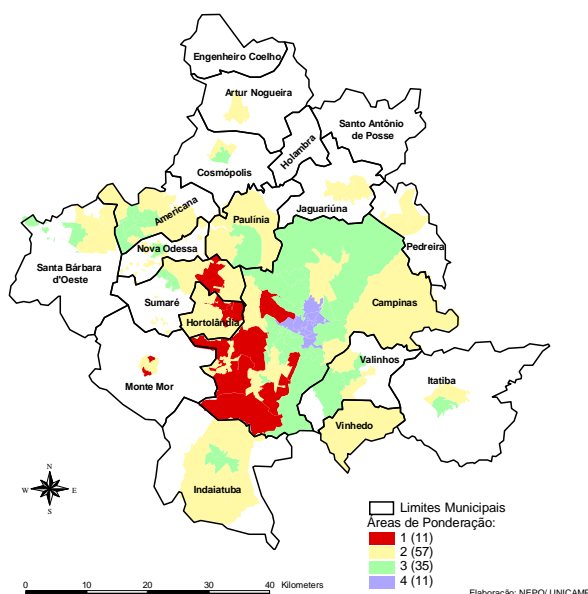 Engenheiro Coelho
Artur Nogueira
Santo Antônio
de Posse
Holambra
Cosmópolis
Jaguariúna
Americana
Paulínia
Pedreira
Nova Odessa
Santa Bárbara
d'Oeste
Sumaré
Hortolândia
Campinas
Valinhos
Itatiba
Monte Mor
Vinhedo
Indaiatuba
N
W E
S
Limites Municipais
Áreas de Ponderação:
1 (11)
2 (57)
3 (35)
4 (11)
0 10 20 30 40 Kilometers
Elaboração: NEPO/ UNICAMP